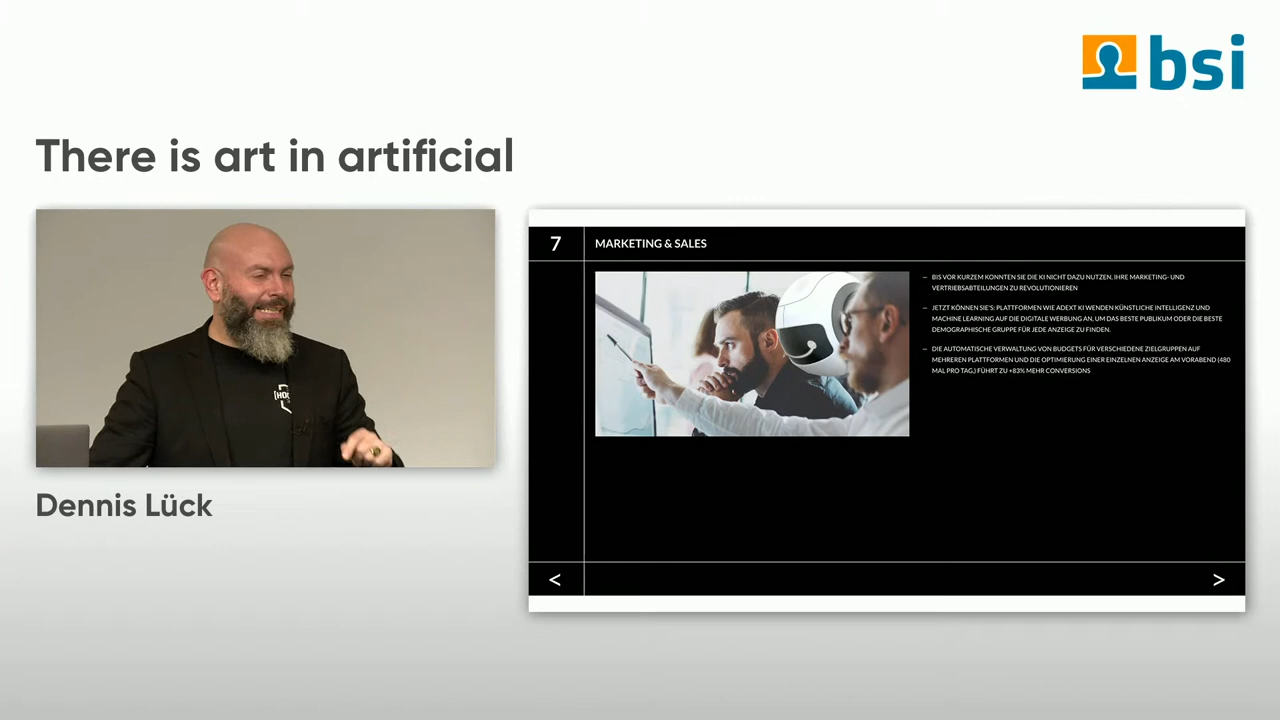 bsi
There is art in artificial
7
MARKETING & SALES
– BIS VOR KURZEM KONNTEN SIE DIE KI NICHT DAZU NUTZEN, IHRE MARKETING- UND
VERTRIEBSABTEILUNGEN ZU REVOLUTIONIEREN
– JETZT KÖNNEN SIE'S: PLATTFORMEN WIE ADEXT KI WENDEN KÜNSTLICHE INTELLIGENZ UND
MACHINE LEARNING AUF DIE DIGITALE WERBUNG AN, UM DAS BESTE PUBLIKUM ODER DIE BESTE
DEMOGRAPHISCHE GRUPPE FÜR JEDE ANZEIGE ZU FINDEN.
– DIE AUTOMATISCHE VERWALTUNG VON BUDGETS FÜR VERSCHIEDENE ZIELGRUPPEN AUF
MEHREREN PLATTFORMEN UND DIE OPTIMIERUNG EINER EINZELNEN ANZEIGE AM VORABEND (480
MAL PRO TAG,) FÜHRT ZU +83% MEHR CONVERSIONS
< >
Dennis Lück